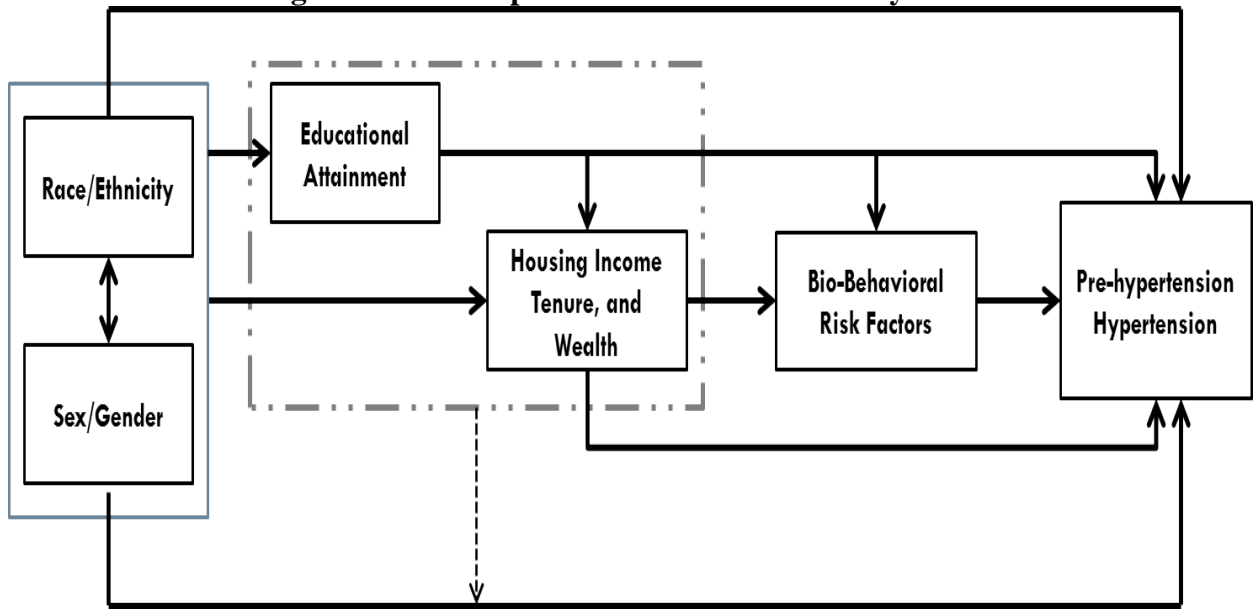 Race/Ethnicity
Sex/Gender
Educational
Attainment
Housing Income
Tenure, and
Wealth
Bio-Behavioral
Risk Factors
Pre-hypertension
Hypertension